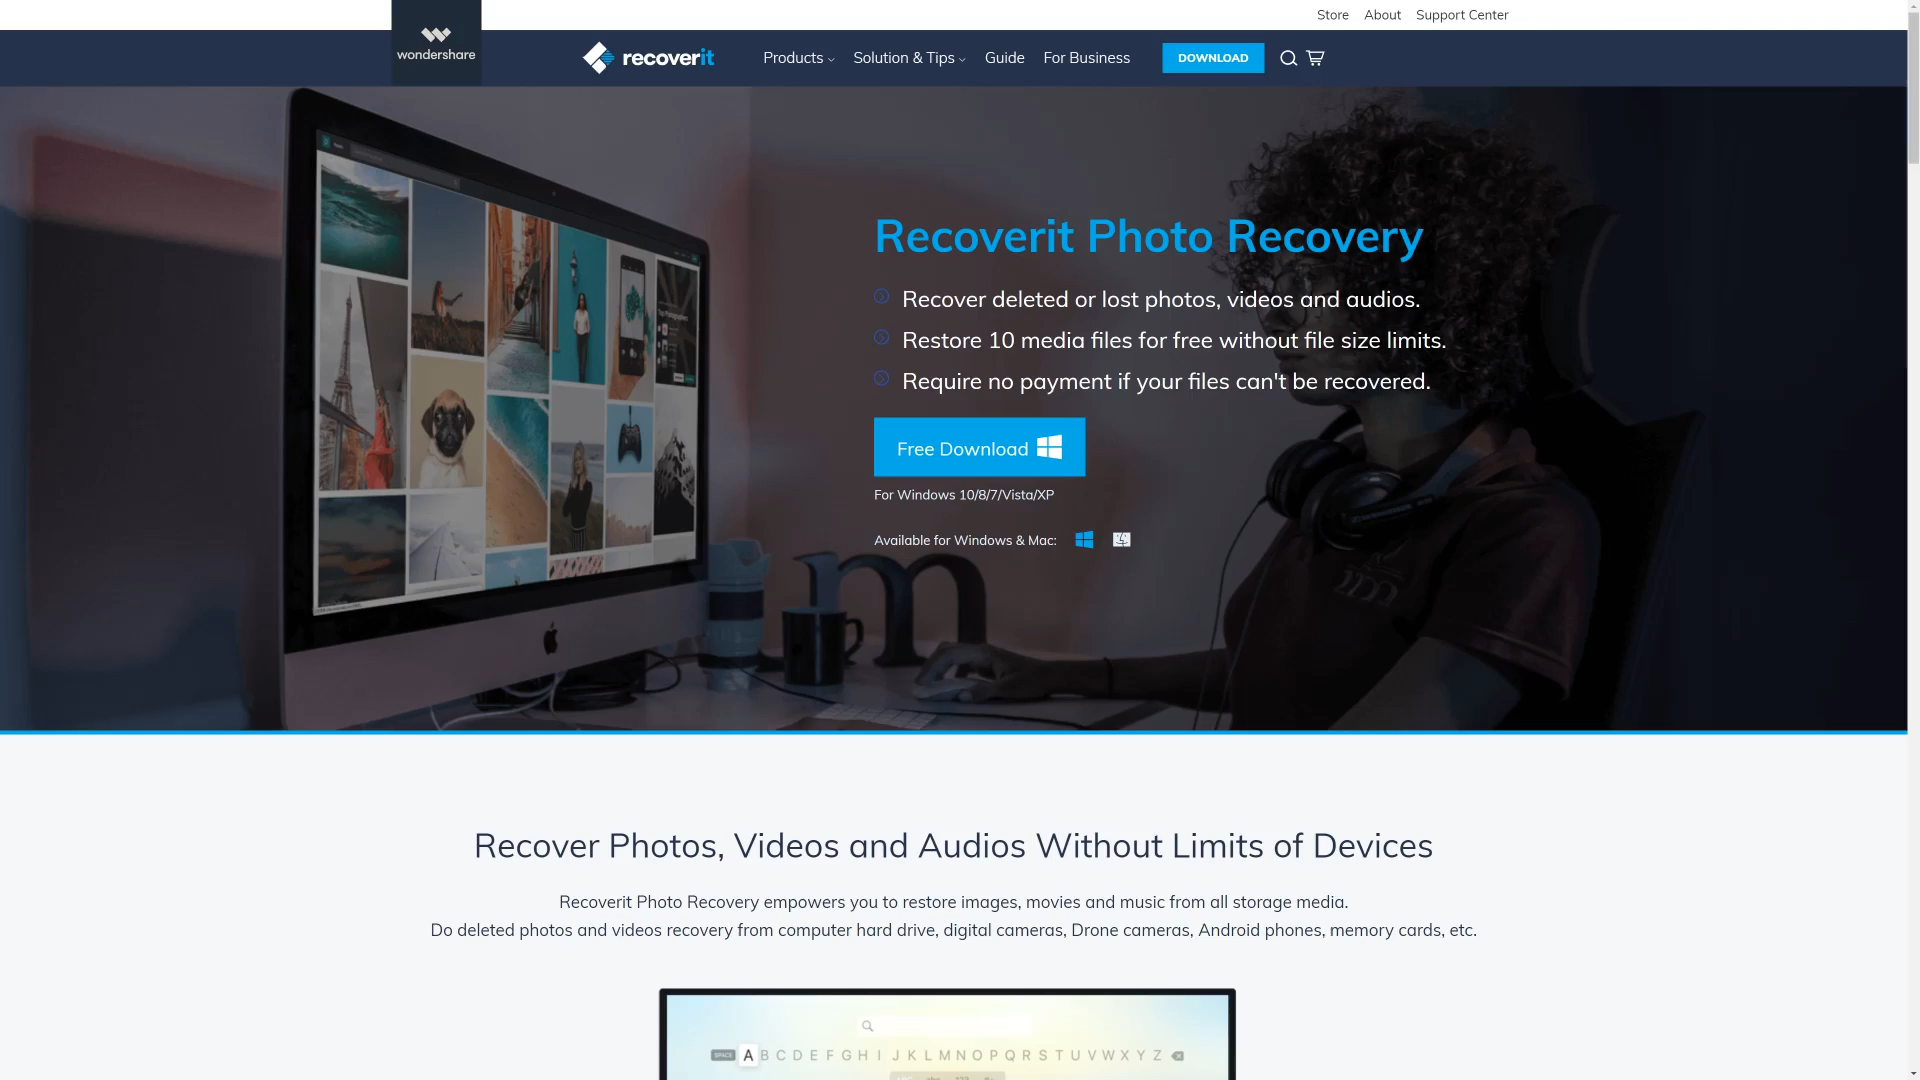 Store About Support Center
wondershare
recoverit
Products Solution & Tips Guide For Business DOWNLOAD
Recoverit Photo Recovery
Recover deleted or lost photos, videos and audios.
Restore 10 media files for free without file size limits.
Require no payment if your files can't be recovered.
Free Download
For Windows 10/8/7/Vista/XP
Available for Windows & Mac:
Recover Photos, Videos and Audios Without Limits of Devices
Recoverit Photo Recovery empowers you to restore images, movies and music from all storage media.
Do deleted photos and videos recovery from computer hard drive, digital cameras, Drone cameras, Android phones, memory cards, etc.
SPACE A B C D E F G H I J K L M N O P Q R S T U V W X Y Z